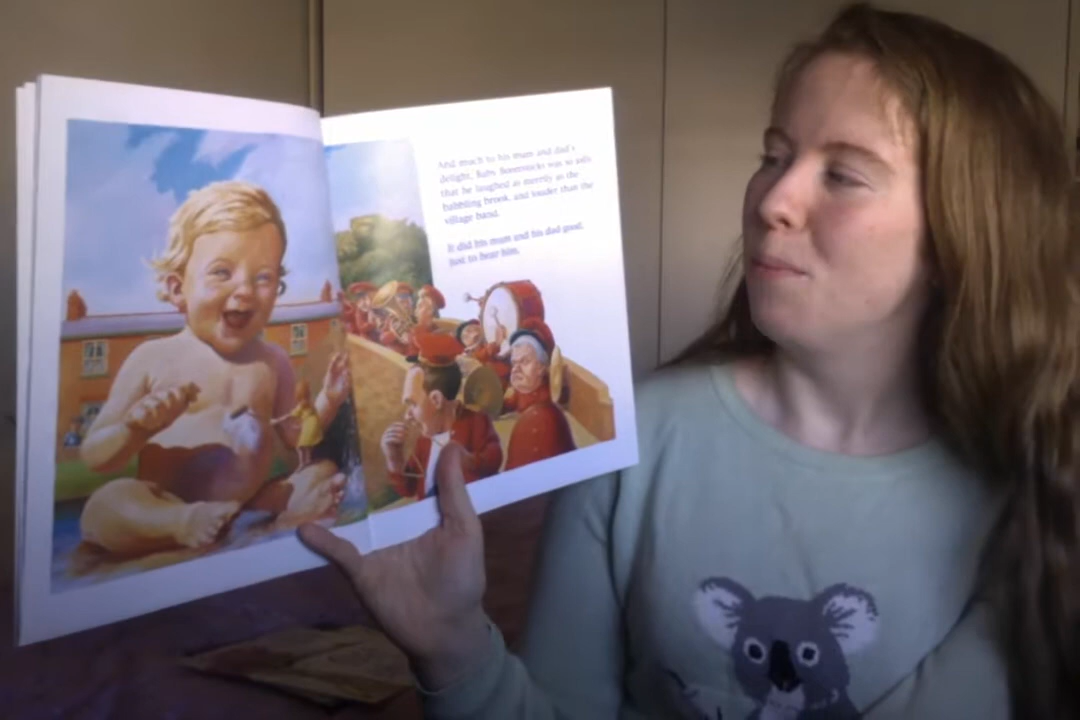 And much to his mum and dad's
delight, Baby Boomsocks was so jolly
that he laughed as merrily as the
babbling brook, and louder than the
village band.
It did his mum and his dad good,
just to hear him.